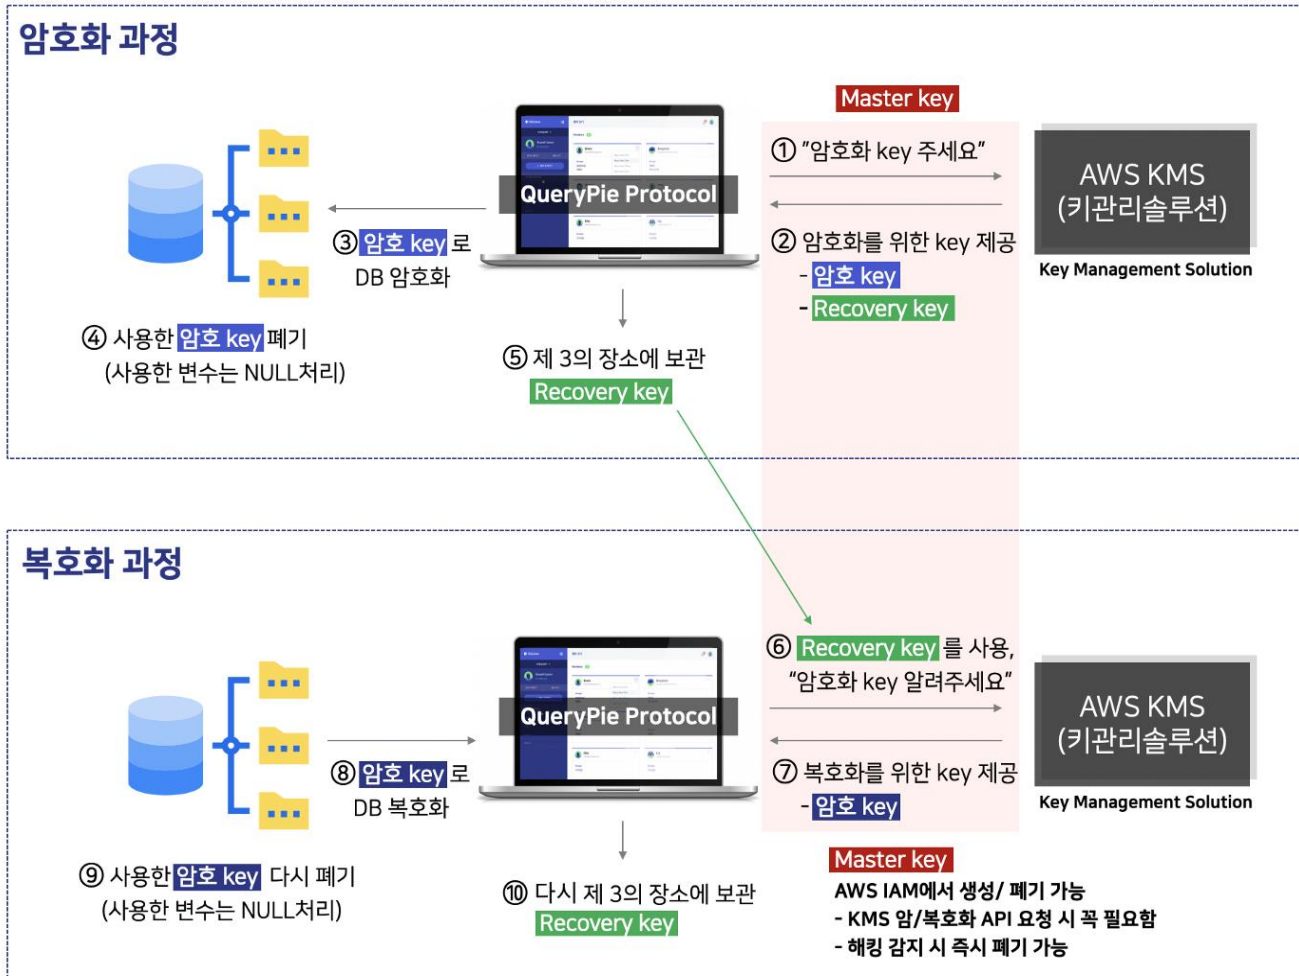 암호화 과정
Master key
① "암호화 key 주세요"
AWS KMS
(키관리솔루션)
Key Management Solution
QueryPie Protocol
② 암호화를 위한 key 제공
- 암호 key
- Recovery key
③ 암호 key 로
DB 암호화
④ 사용한 암호 key 폐기
(사용한 변수는 NULL처리)
⑤ 제 3의 장소에 보관
Recovery key
복호화 과정
⑥ Recovery key 를 사용,
“암호화 key 알려주세요”
AWS KMS
(키관리솔루션)
Key Management Solution
QueryPie Protocol
⑦ 복호화를 위한 key 제공
- 암호 key
⑧ 암호 key 로
DB 복호화
⑨ 사용한 암호 key 다시 폐기
(사용한 변수는 NULL처리)
⑩ 다시 제 3의 장소에 보관
Recovery key
Master key
AWS IAM에서 생성/ 폐기 가능
- KMS 암/복호화 API 요청 시 꼭 필요함
- 해킹 감지 시 즉시 폐기 가능